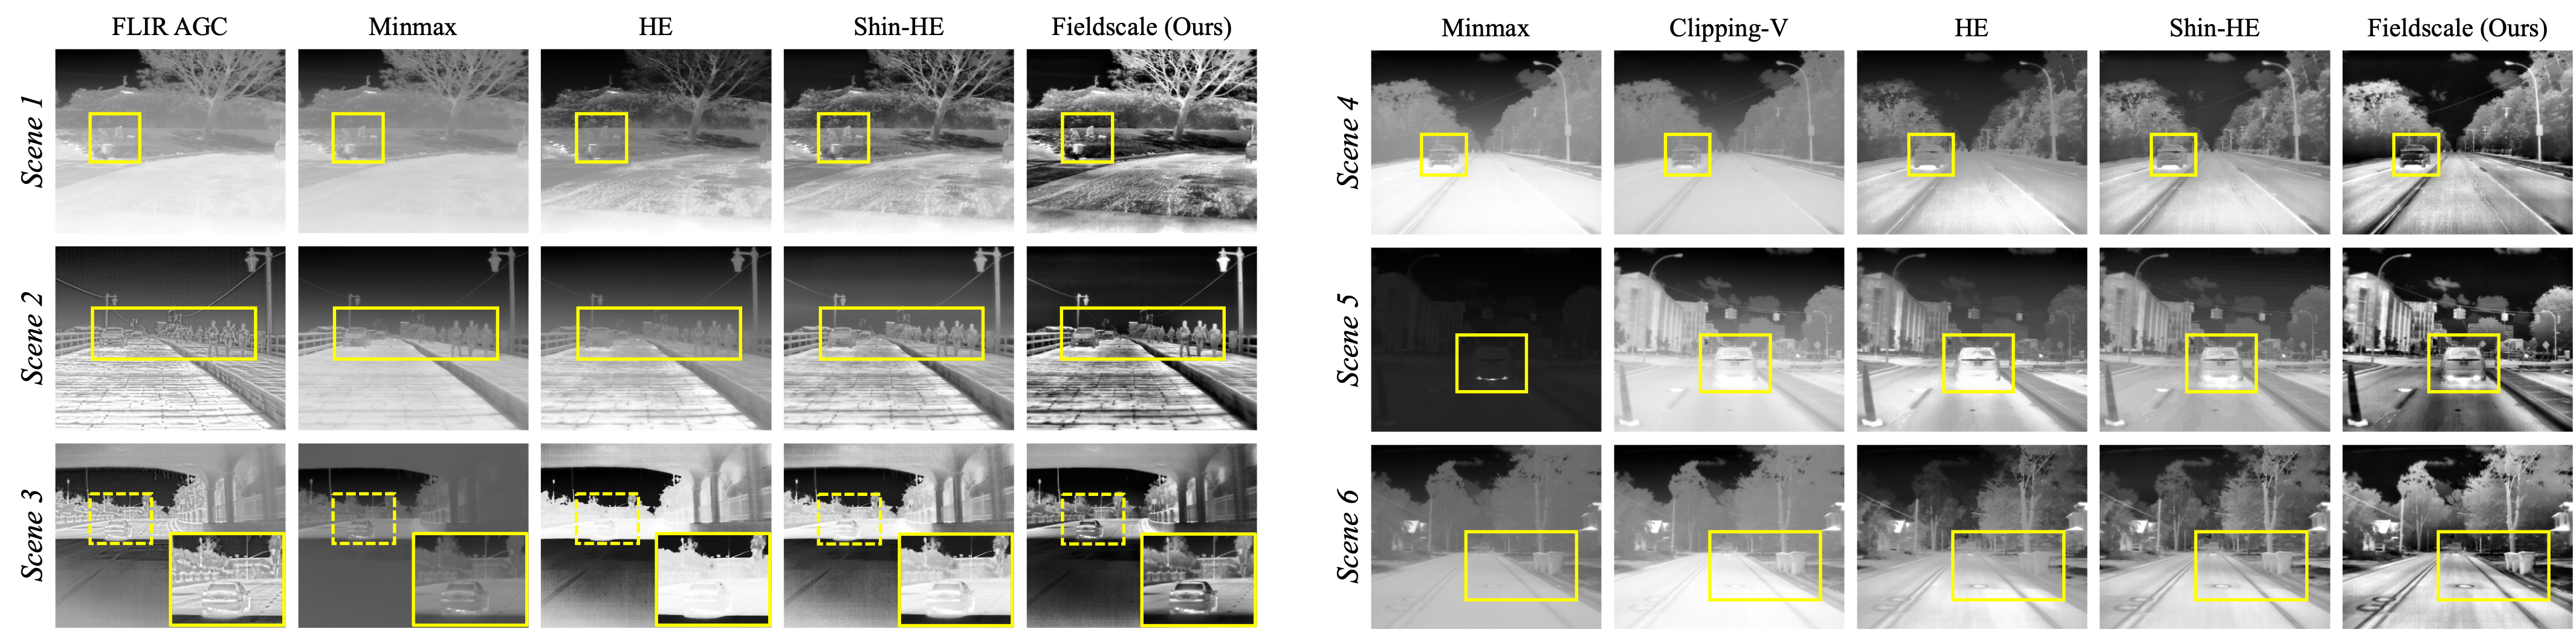 FLIR AGC Minmax HE Shin-HE Fieldscale (Ours)
Scene 1
Scene 2
Scene 3
Minmax Clipping-V HE Shin-HE Fieldscale (Ours)
Scene 4
Scene 5
Scene 6